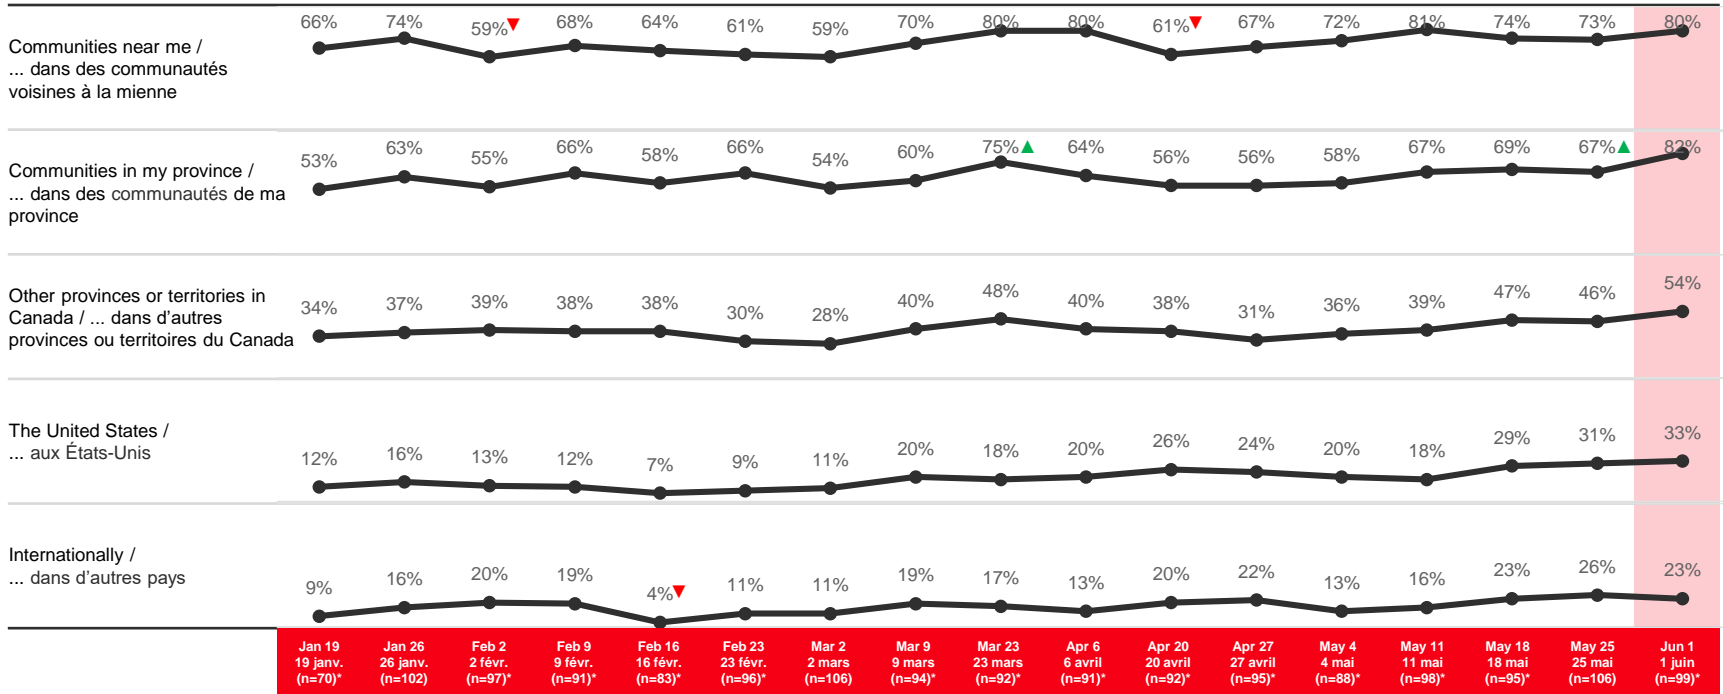 66% 74% 59%▼ 68% 64% 61% 59% 70% 80% 80% 61%▼ 67% 72% 81% 74% 73% 80%
Communities near me /
... dans des communautés
voisines à la mienne
53% 63% 55% 66% 58% 66% 54% 60% 75%▲ 64% 56% 56% 58% 67% 69% 67%▲ 82%
Communities in my province /
... dans des communautés de ma
province
34% 37% 39% 38% 38% 30% 28% 40% 48% 40% 38% 31% 36% 39% 47% 46% 54%
Other provinces or territories in
Canada / ... dans d’autres
provinces ou territoires du Canada
12% 16% 13% 12% 7% 9% 11% 20% 18% 20% 26% 24% 20% 18% 29% 31% 33%
The United States /
... aux États-Unis
9% 16% 20% 19% 4%▼ 11% 11% 19% 17% 13% 20% 22% 13% 16% 23% 26% 23%
Internationally /
... dans d'autres pays
Jan 19 Jan 26 Feb 2 Feb 9 Feb 16 Feb 23 Mar 2 Mar 9 Mar 23 Apr 6 Apr 20 Apr 27 May 4 May 11 May 18 May 25 Jun 1
19 janv. 26 janv. 2 févr. 9 févr. 16 févr. 23 févr. 2 mars 9 mars 23 mars 6 avril 20 avril 27 avril 4 mai 11 mai 18 mai 25 mai 1 juin
(n=70)* (n=102) (n=97)* (n=91)* (n=83)* (n=96)* (n=106) (n=94)* (n=92)* (n=91)* (n=92)* (n=95)* (n=88)* (n=98)* (n=95)* (n=106) (n=99)*